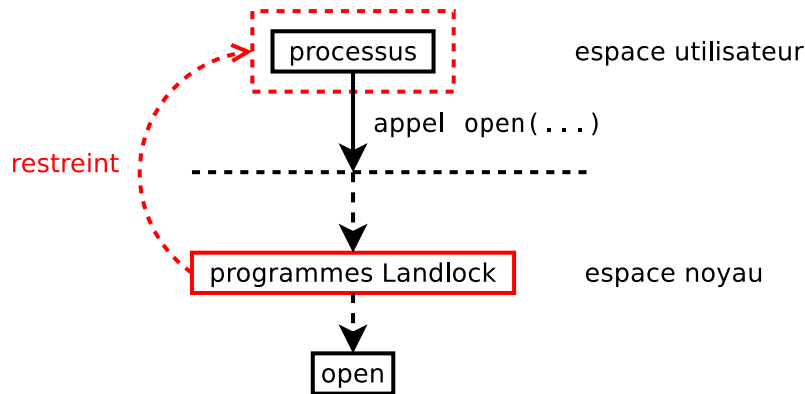 processus
espace utilisateur
appel open(...)
restreint
programmes Landlock
espace noyau
open